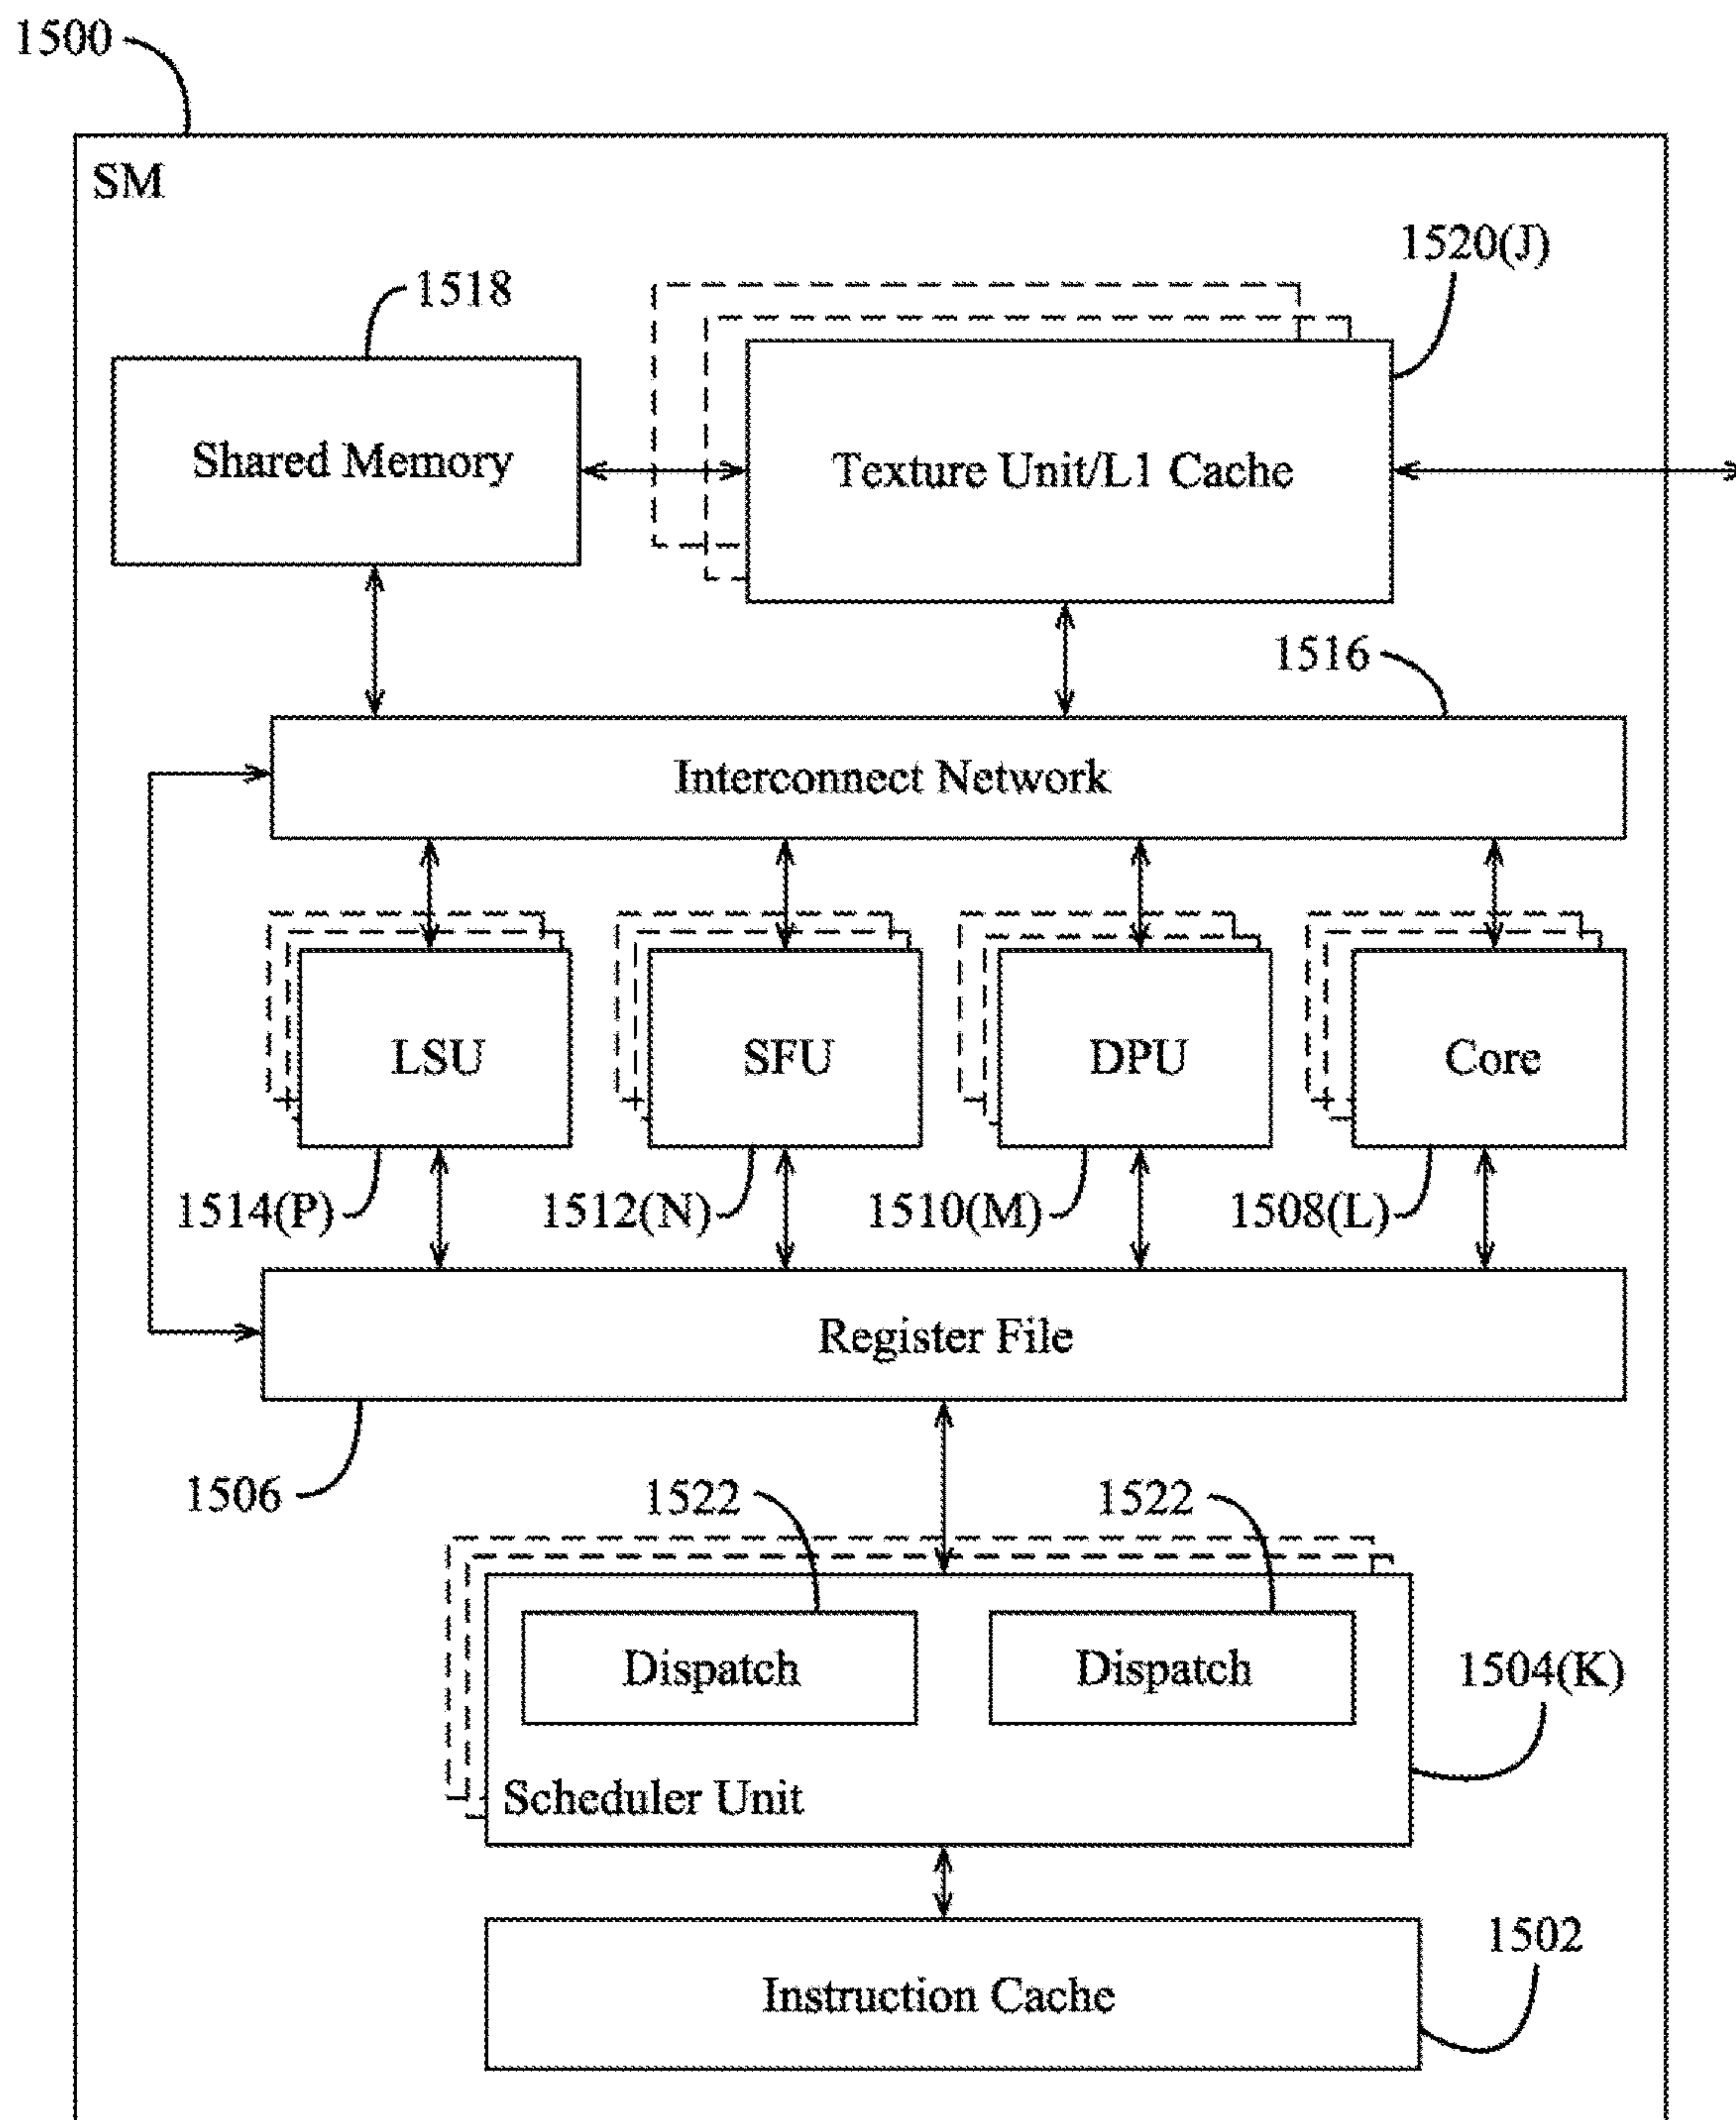 1500
SM
1520(J)
1518
Shared Memory
Texture Unit/L1 Cache
1516
Interconnect Network
LSU
SFU
DPU
Core
1514(P)
1512(N)
1510(M)
1508(L)
Register File
1506
1522
1522
Dispatch
Dispatch
1504(K)
Scheduler Unit
1502
Instruction Cache